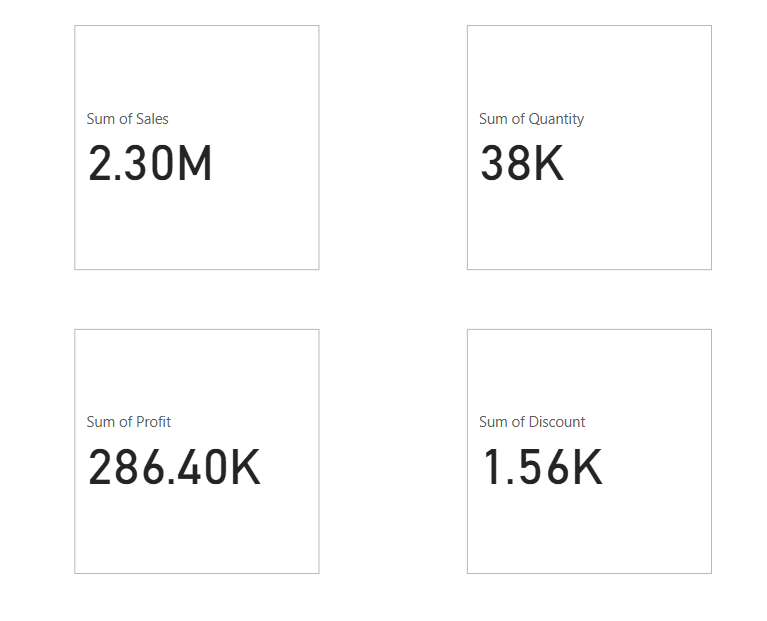 Sum of Sales
2.30M
Sum of Quantity
38K
Sum of Profit
286.40K
Sum of Discount
1.56K